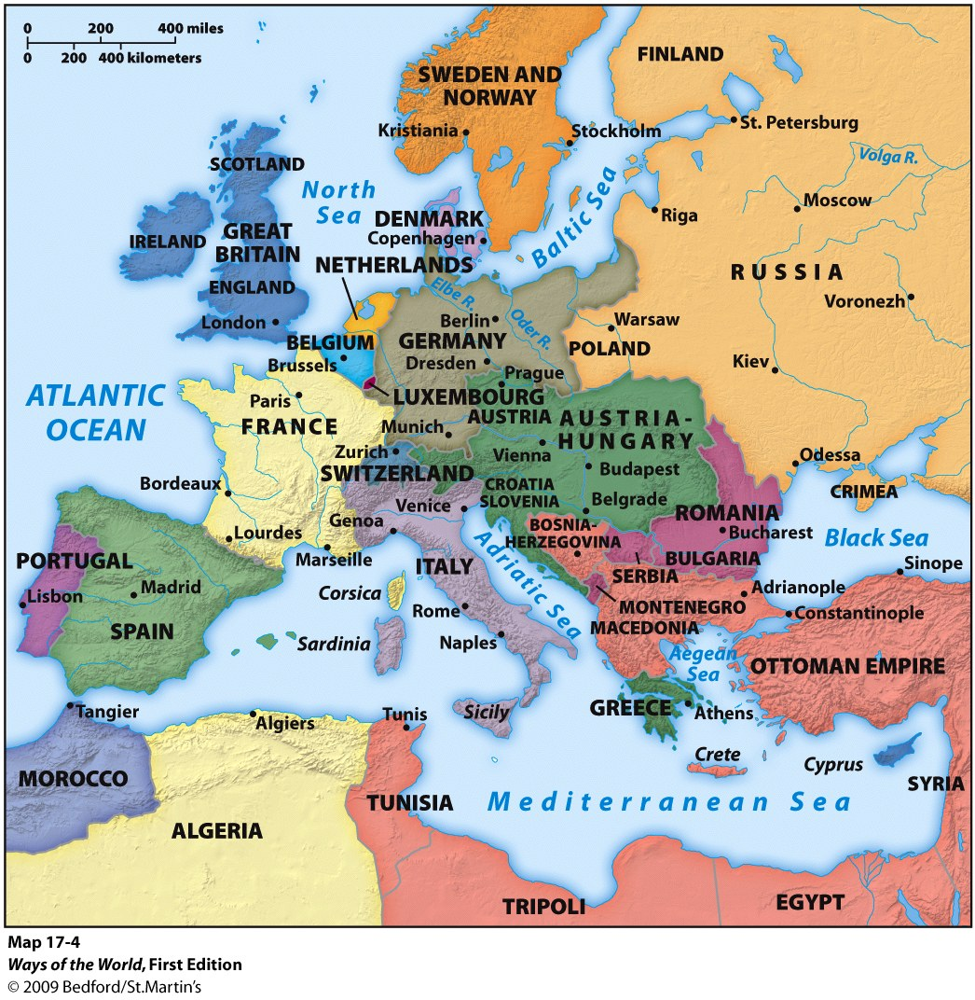 0 200 400 miles
0 200 400 kilometers
FINLAND
SWEDEN AND
NORWAY
Kristiania
Stockholm
St. Petersburg
Volga R.
SCOTLAND
North
Sea
Baltic Sea
Moscow
Riga
DENMARK
Copenhagen
IRELAND
GREAT
BRITAIN
NETHERLANDS
RUSSIA
ENGLAND
Elbe R.
Voronezh
London
Berlin
Oder R.
Warsaw
BELGIUM
GERMANY
POLAND
Brussels
Dresden
Kiev
Prague
ATLANTIC
OCEAN
Paris
LUXEMBOURG
FRANCE
Munich
AUSTRIA
AUSTRIA-
HUNGARY
Zurich
Vienna
Odessa
SWITZERLAND
Budapest
Bordeaux
CROATIA
SLOVENIA
CRIMEA
Venice
Belgrade
Genoa
BOSNIA-
HERZEGOVINA
ROMANIA
Lourdes
Bucharest
Black Sea
Marseille
PORTUGAL
ITALY
Adriatic Sea
BULGARIA
Sinope
SERBIA
Lisbon
Madrid
Corsica
Adrianople
Rome
MONTENEGRO
Constantinople
MACEDONIA
SPAIN
Sardinia
Naples
Aegean
Sea
OTTOMAN EMPIRE
Tangier
Algiers
Tunis
Sicily
GREECE
Athens
Crete
Cyprus
MOROCCO
SYRIA
TUNISIA
Mediterranean Sea
ALGERIA
TRIPOLI
EGYPT
Map 17-4
Ways of the World, First Edition
© 2009 Bedford/St.Martin's